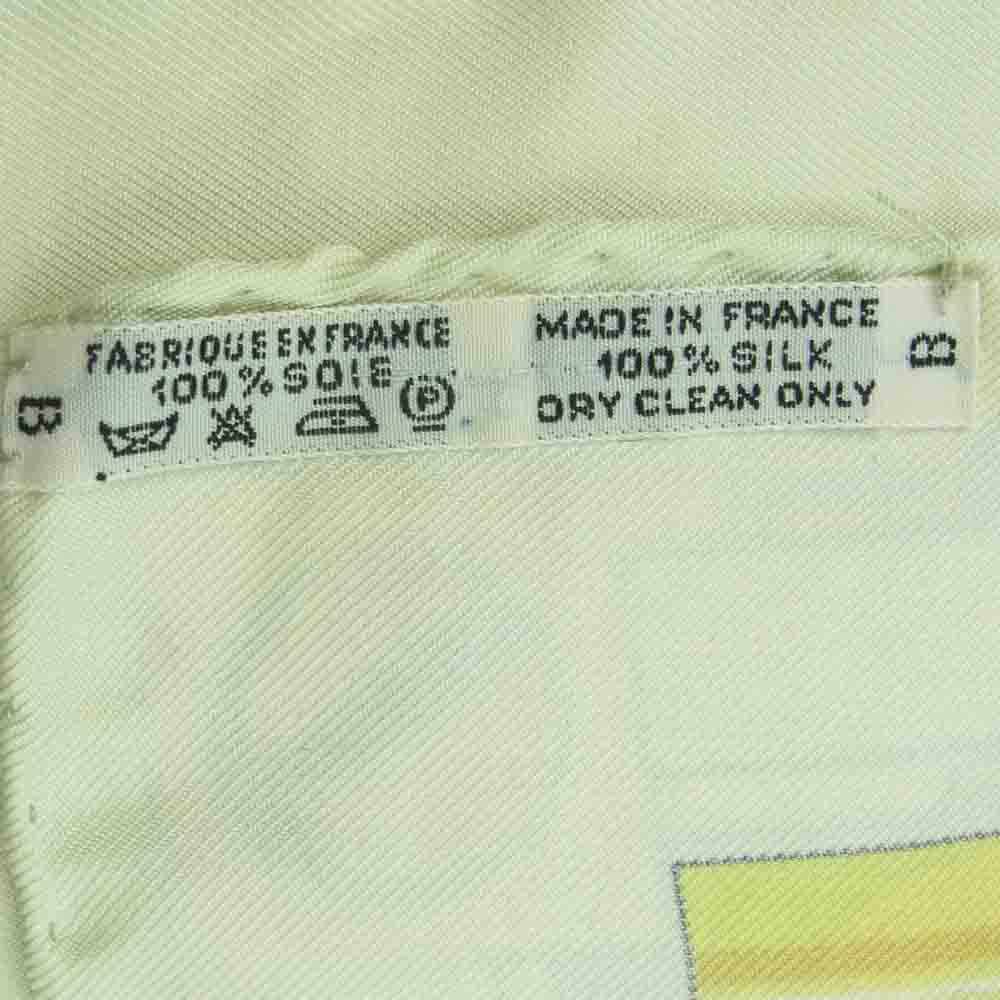 FABRIQUE EN FRANCE
100% SOIE
P
B
MADE IN FRANCE
100% SILK
DRY CLEAN ONLY
B